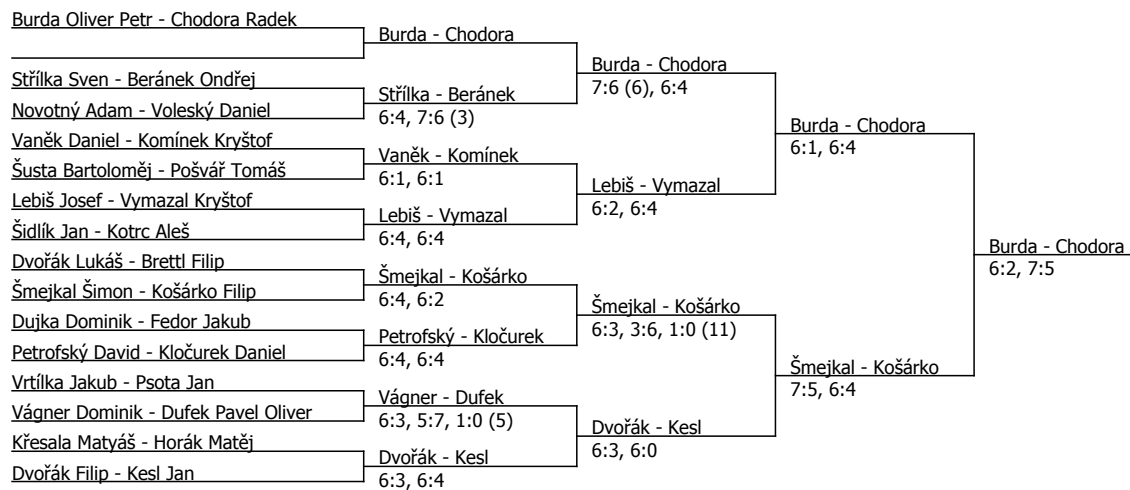 Burda Oliver Petr - Chodora Radek
Burda - Chodora
Burda - Chodora
7:6 (6), 6:4
Střílka Sven - Beránek Ondřej
Střílka - Beránek
6:4, 7:6 (3)
Novotný Adam - Voleský Daniel
Burda - Chodora
6:1, 6:4
Vaněk Daniel - Komínek Kryštof
Vaněk - Komínek
6:1, 6:1
Šusta Bartoloměj - Pošvář Tomáš
Lebiš - Vymazal
6:2, 6:4
Lebiš Josef - Vymazal Kryštof
Lebiš - Vymazal
6:4, 6:4
Šidlík Jan - Kotrc Aleš
Burda - Chodora
6:2, 7:5
Dvořák Lukáš - Brettl Filip
Šmejkal - Košárko
6:4, 6:2
Šmejkal Šimon - Košárko Filip
Šmejkal - Košárko
6:3, 3:6, 1:0 (11)
Dujka Dominik - Fedor Jakub
Petrofský - Kločurek
6:4, 6:4
Petrofský David - Kločurek Daniel
Šmejkal - Košárko
7:5, 6:4
Vrtílka Jakub - Psota Jan
Vágner - Dufek
6:3, 5:7, 1:0 (5)
Vágner Dominik - Dufek Pavel Oliver
Dvořák - Kesl
6:3, 6:0
Křesala Matyáš - Horák Matěj
Dvořák - Kesl
6:3, 6:4
Dvořák Filip - Kesl Jan